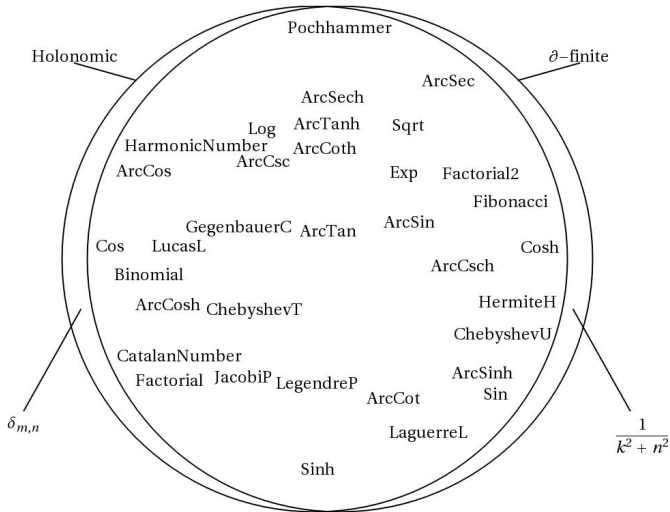 Pochhammer
Holonomic
∂−finite
ArcSec
ArcSech
Log
ArcTanh
Sqrt
HarmonicNumber
ArcCoth
ArcCsc
ArcCos
Exp
Factorial2
Fibonacci
GegenbauerC
ArcTan
ArcSin
Cos
LucasL
Cosh
ArcCsch
Binomial
ArcCosh
ChebyshevT
HermiteH
ChebyshevU
CatalanNumber
Factorial
JacobiP
LegendreP
ArcSinh
ArcCot
Sin
δm,n
LaguerreL
1
k² + n²
Sinh